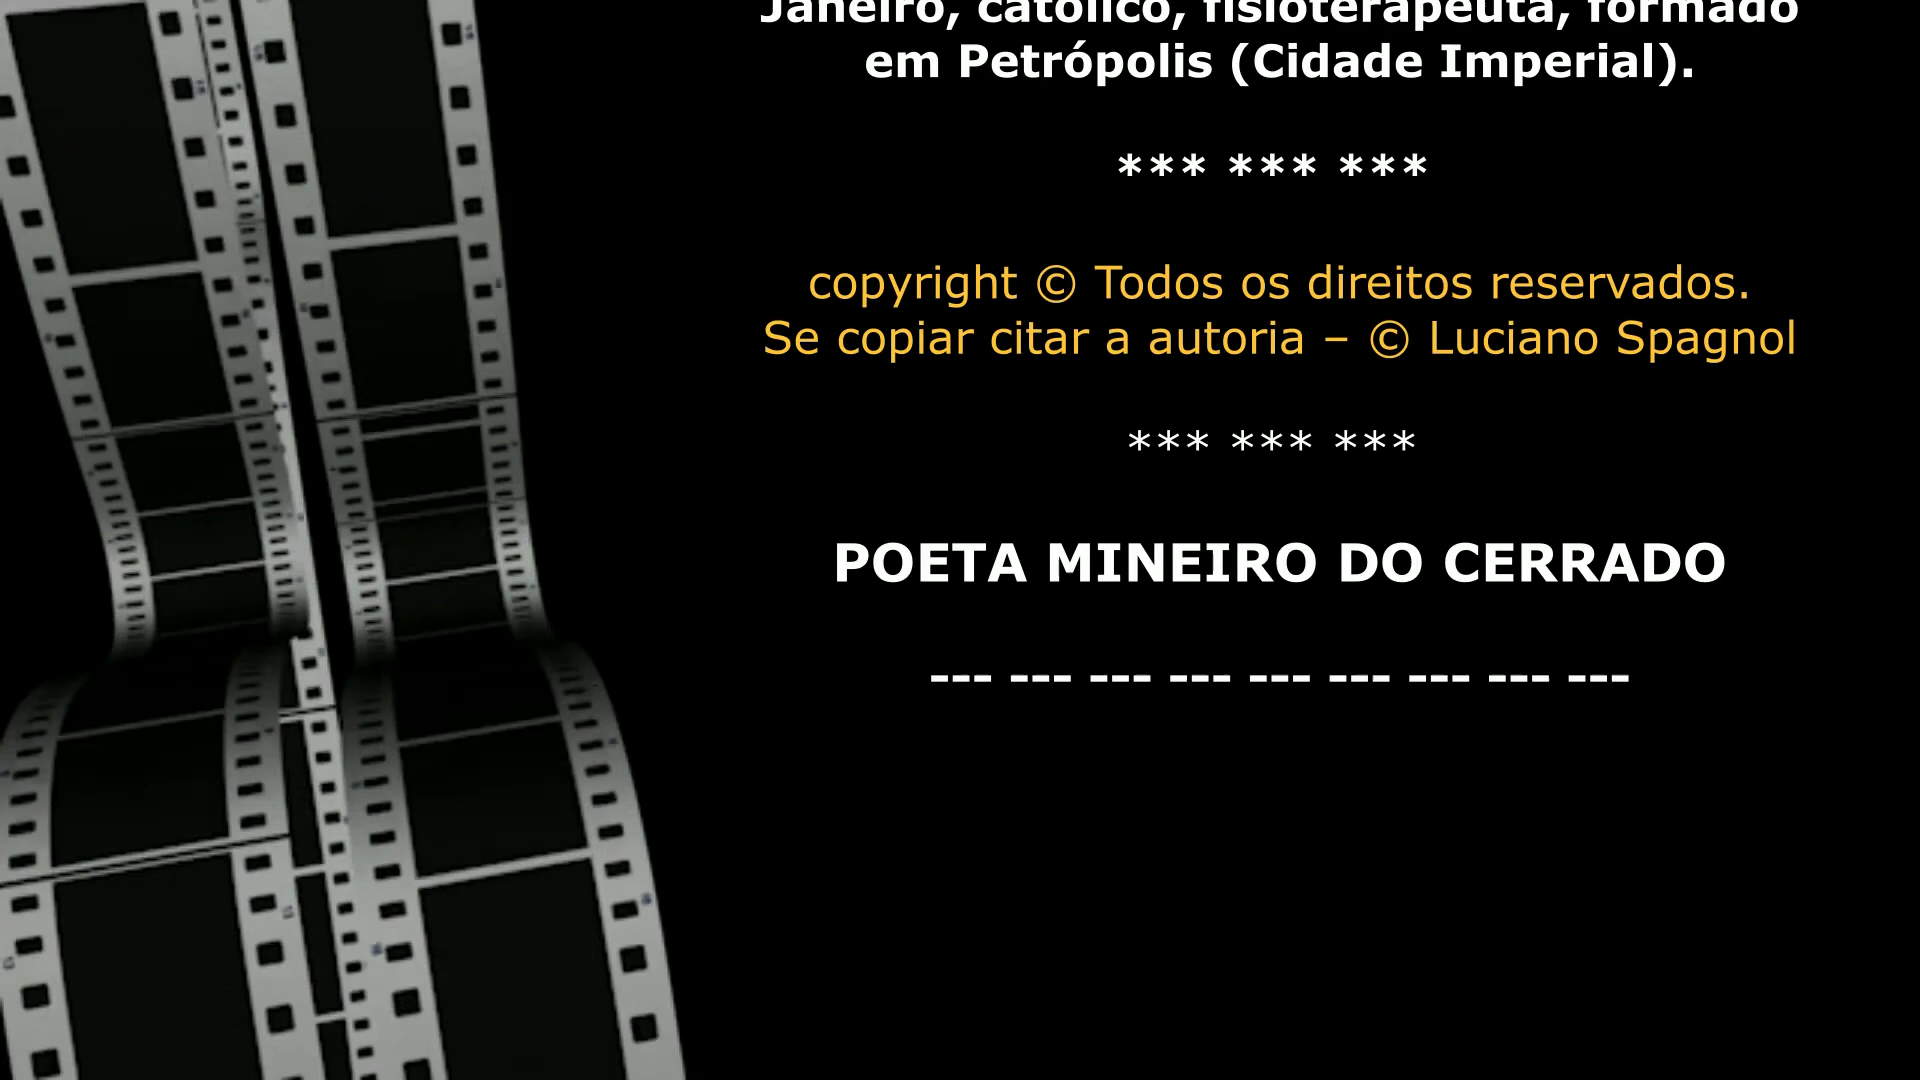 Janeiro, católico, fisioterapeuta, formado
em Petrópolis (Cidade Imperial).
*** *** ***
copyright © Todos os direitos reservados.
Se copiar citar a autoria – © Luciano Spagnol
*** *** ***
POETA MINEIRO DO CERRADO
--- --- --- --- --- --- --- --- ---